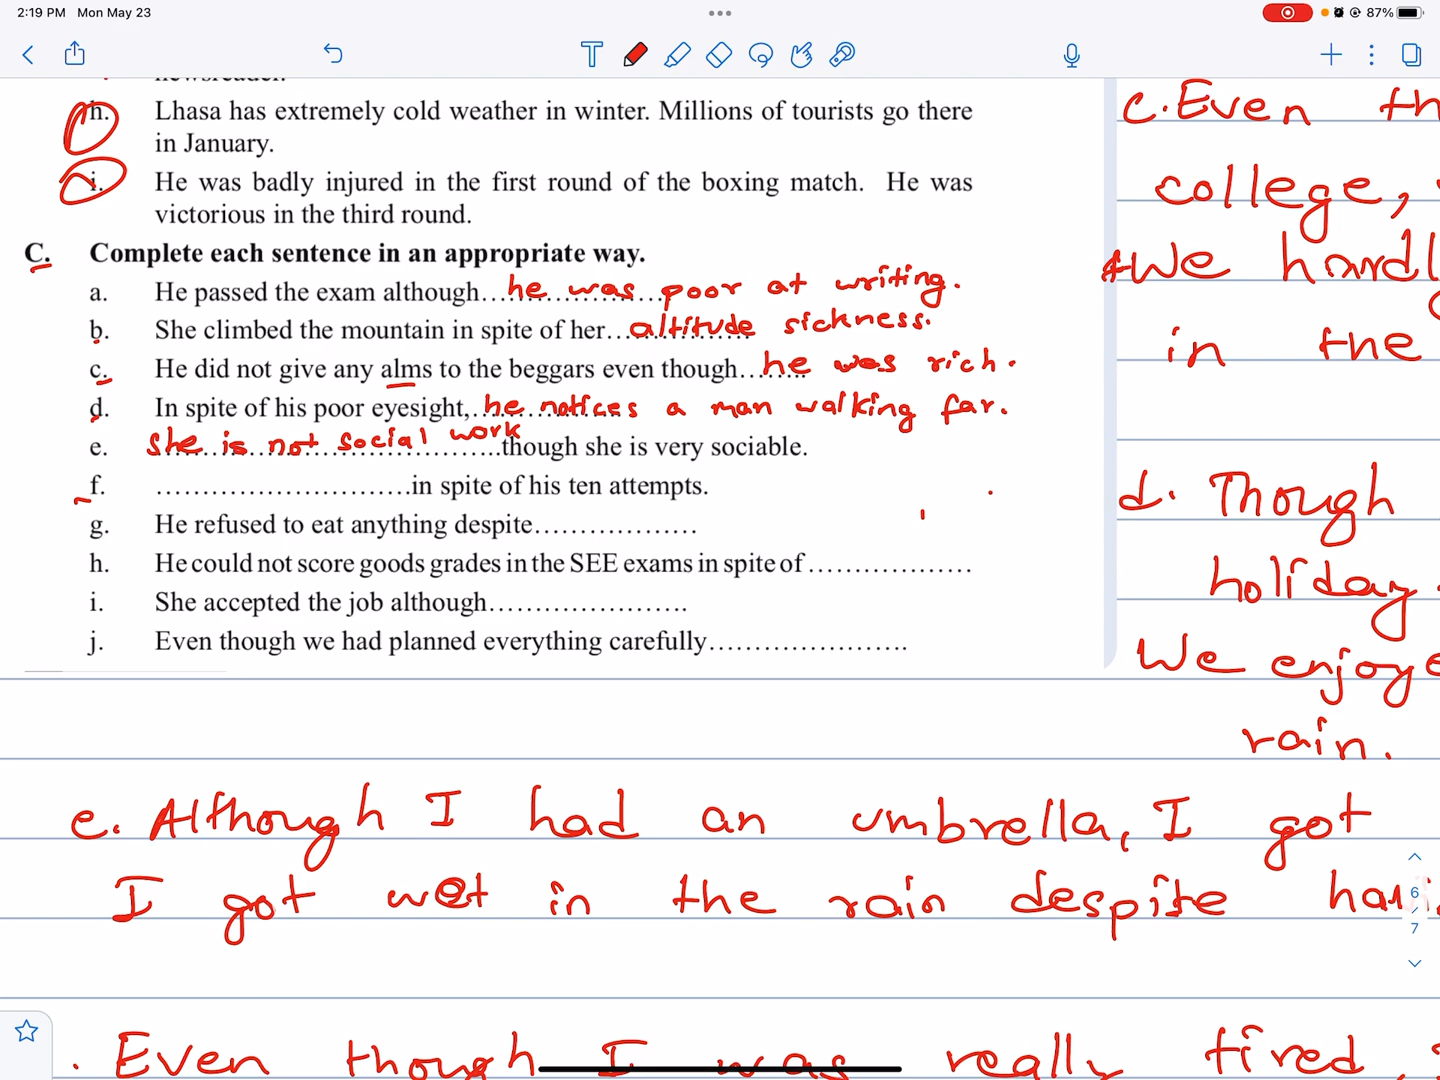 2:19 PM Mon May 23
87%
h. Lhasa has extremely cold weather in winter. Millions of tourists go there
in January.
i. He was badly injured in the first round of the boxing match. He was
victorious in the third round.
C. Complete each sentence in an appropriate way.
a. He passed the exam although...he was poor at writing.
b. She climbed the mountain in spite of her...altitude sickness.
c. He did not give any alms to the beggars even though...he was rich.
d. In spite of his poor eyesight, he notices a man walking far.
e. She is not social work though she is very sociable.
f. ..............................in spite of his ten attempts.
g. He refused to eat anything despite..................
h. He could not score goods grades in the SEE exams in spite of ..................
i. She accepted the job although......................
j. Even though we had planned everything carefully......................
c. Even
college,
We
in the
d. Though
holiday
We
rain.
e. Although I had an umbrella, I got
I got wet in the rain despite
6
7
Even though I was really tired,